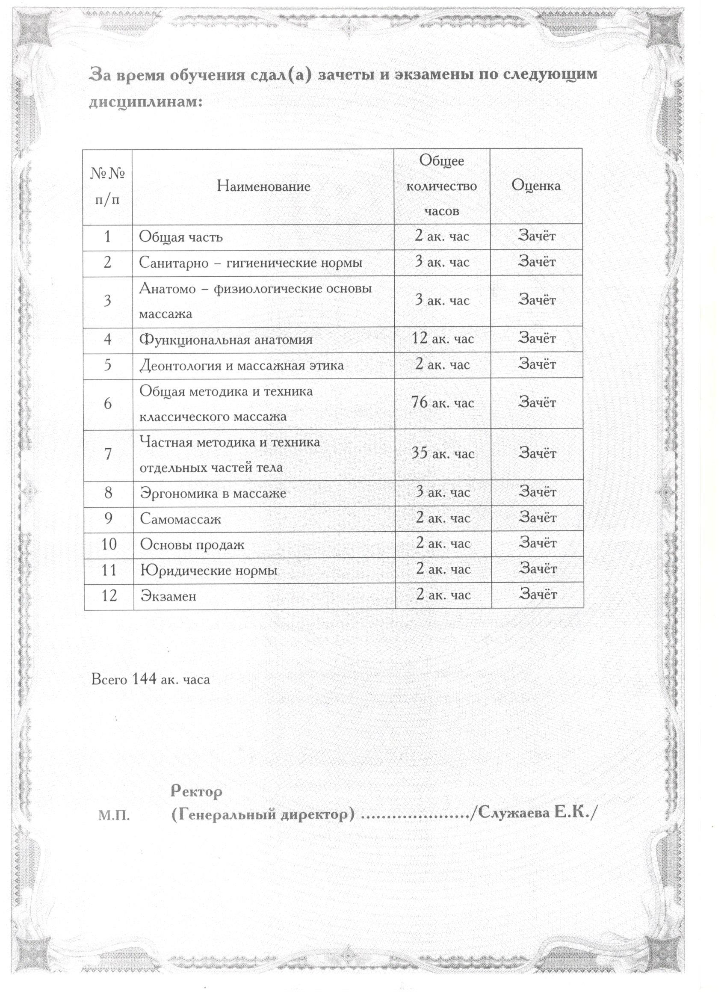 За время обучения сдал(а) зачеты и экзамены по следующим
дисциплинам:
№№ п/п Наименование Общее количество часов Оценка
1 Общая часть 2 ак. час Зачёт
2 Санитарно – гигиенические нормы 3 ак. час Зачёт
3 Анатомо – физиологические основы массажа 3 ак. час Зачёт
4 Функциональная анатомия 12 ак. час Зачёт
5 Деонтология и массажная этика 2 ак. час Зачёт
6 Общая методика и техника классического массажа 76 ак. час Зачёт
7 Частная методика и техника отдельных частей тела 35 ак. час Зачёт
8 Эргономика в массаже 3 ак. час Зачёт
9 Самомассаж 2 ак. час Зачёт
10 Основы продаж 2 ак. час Зачёт
11 Юридические нормы 2 ак. час Зачёт
12 Экзамен 2 ак. час Зачёт
Всего 144 ак. часа
Ректор
М.П. (Генеральный директор) ...................../Служаева Е.К./